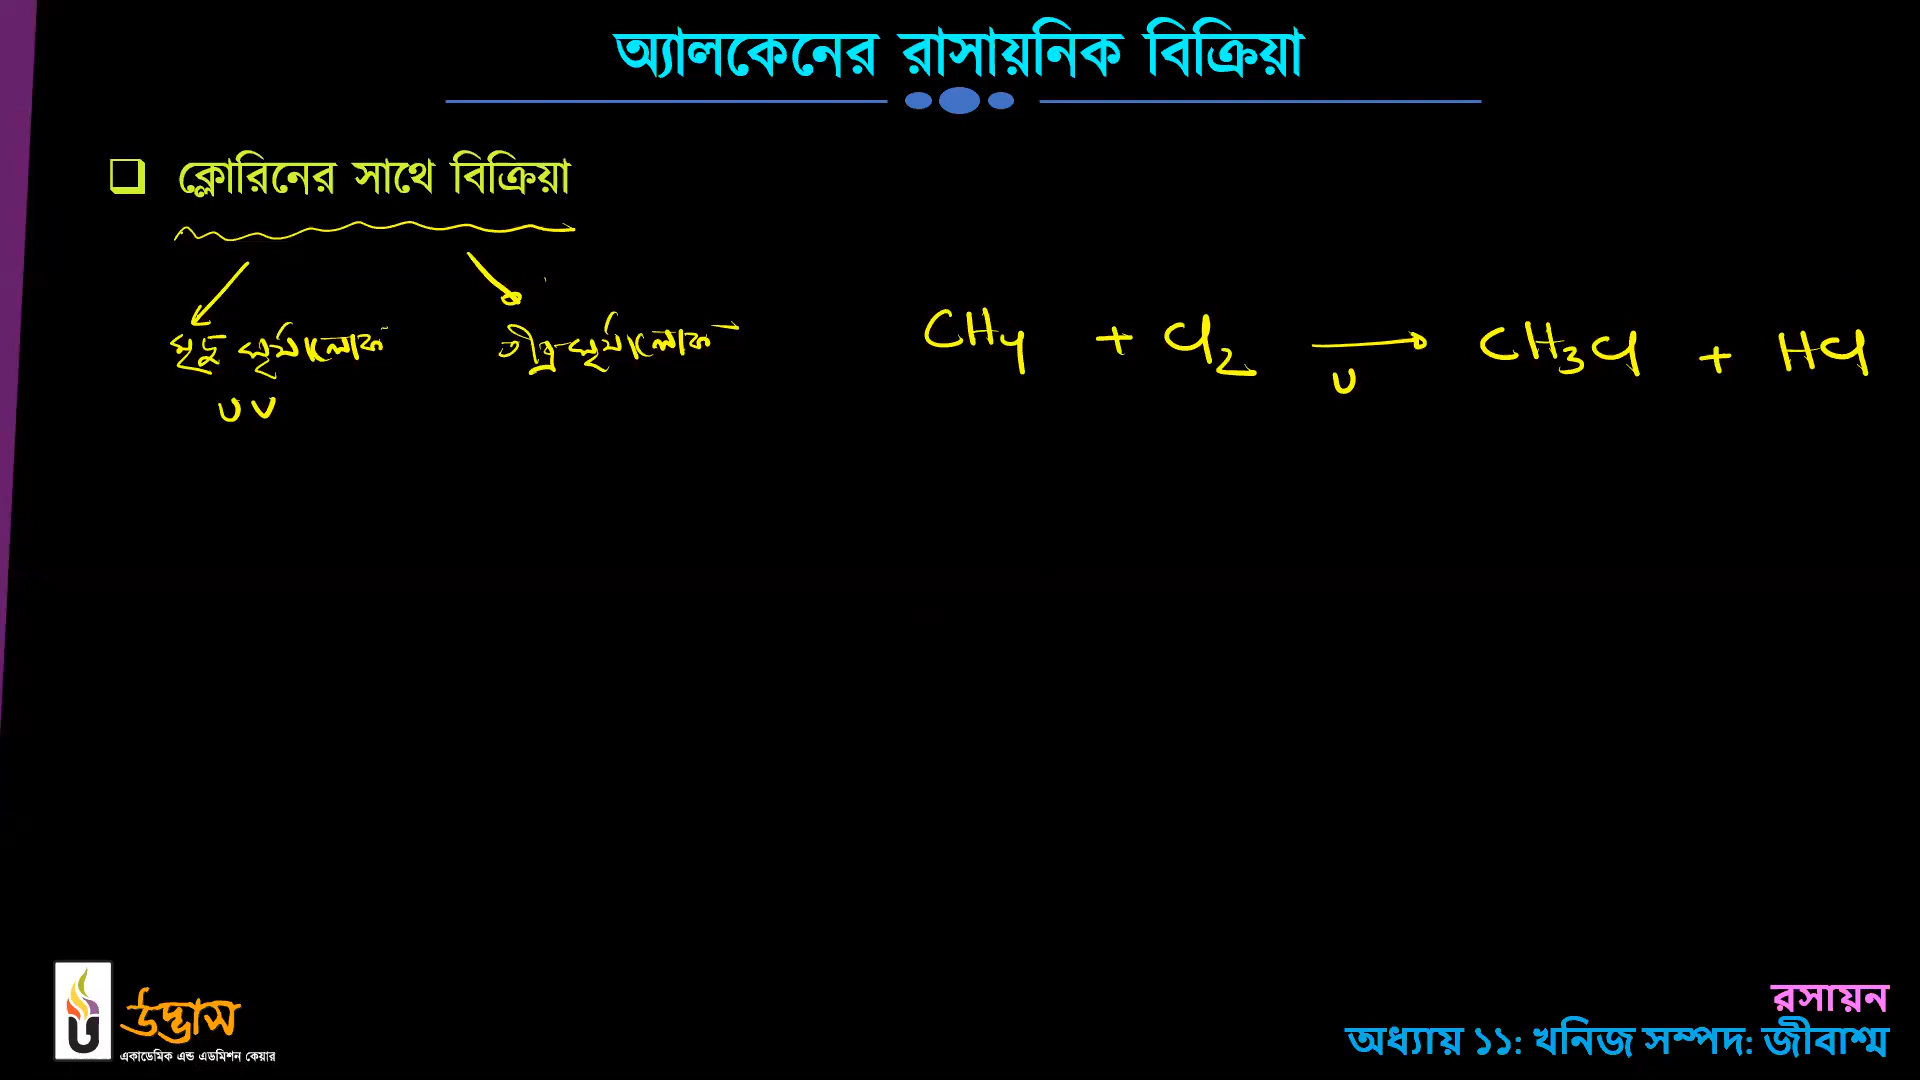 অ্যালকেনের রাসায়নিক বিক্রিয়া
ক্লোরিনের সাথে বিক্রিয়া
মৃদু সূর্যালোক তীব্র সূর্যালোক
UV
CH4 + Cl2 → CH3Cl + HCl
U
উদ্ভাস
একাডেমিক এন্ড এডমিশন কেয়ার
রসায়ন
অধ্যায় ১১: খনিজ সম্পদ: জীবাশ্ম